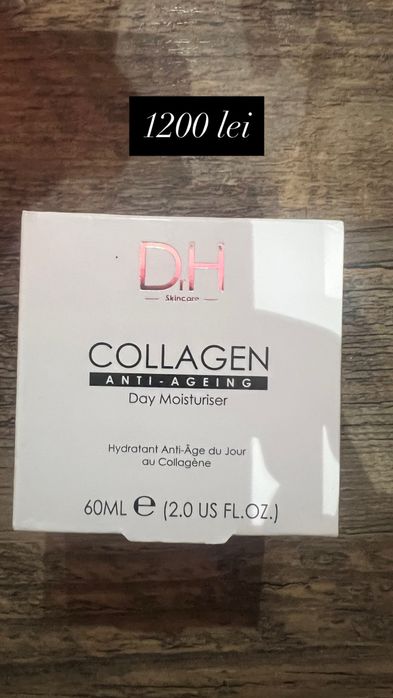 1200 lei
DrH
Skincare
COLLAGEN
ANTI-AGEING
Day Moisturiser
Hydratant Anti-Âge du Jour
au Collagène
60ML e (2.0 US FL.OZ.)